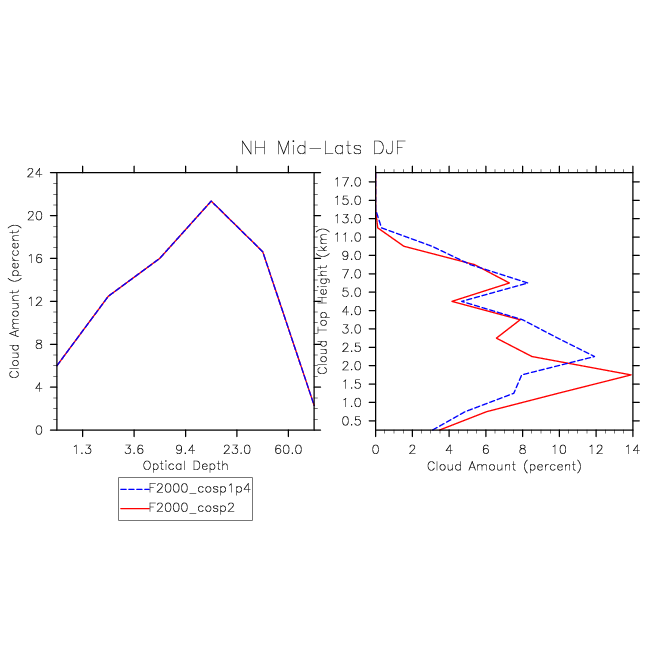 NH Mid-Lats DJF
Cloud Amount (percent)
24
20
16
12
8
4
0
1.3 3.6 9.4 23.0 60.0
Optical Depth
Cloud Top Height (km)
17.0
15.0
13.0
11.0
9.0
7.0
5.0
4.0
3.0
2.5
2.0
1.5
1.0
0.5
0 2 4 6 8 10 12 14
Cloud Amount (percent)
F2000_cosp1p4
F2000_cosp2